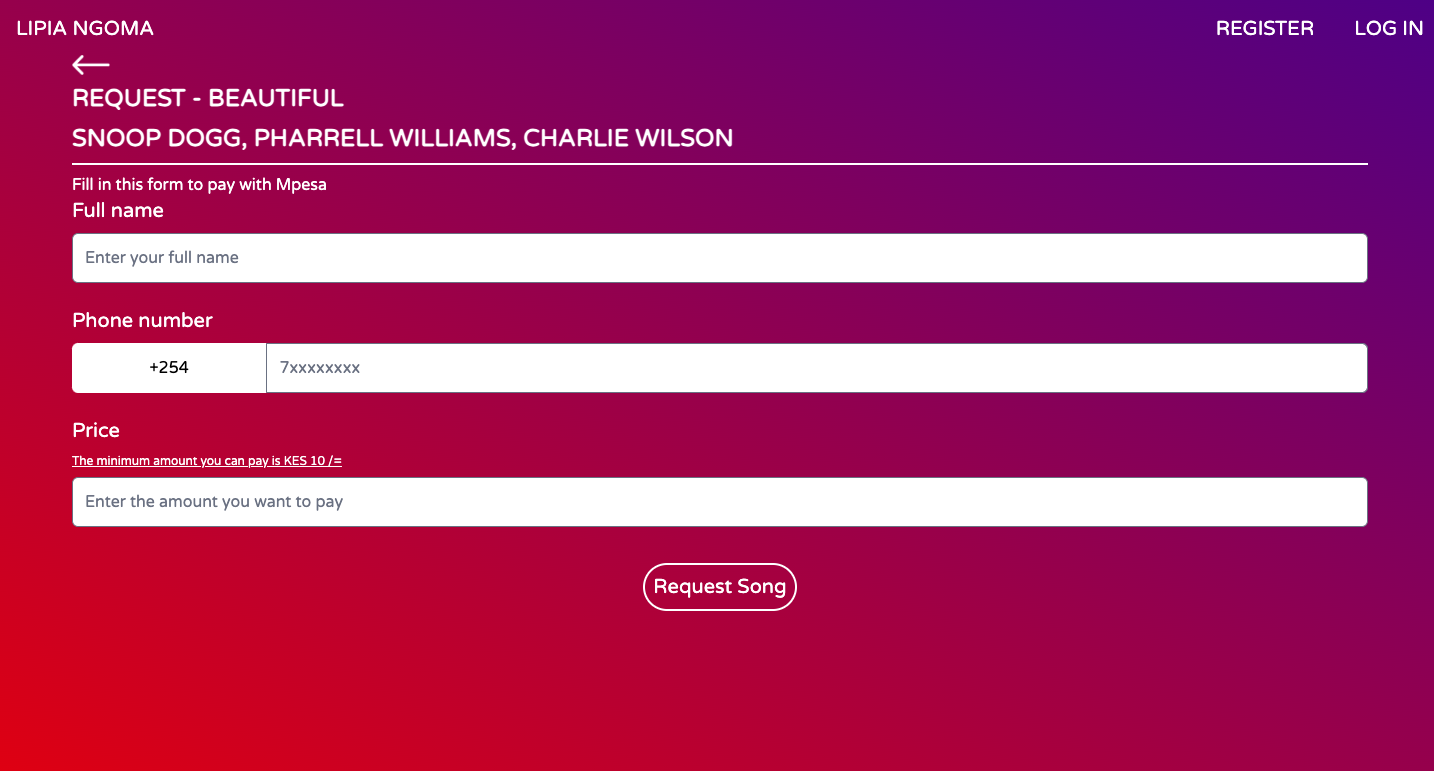 LIPIA NGOMA
REGISTER
LOG IN
REQUEST - BEAUTIFUL
SNOOP DOGG, PHARRELL WILLIAMS, CHARLIE WILSON
Fill in this form to pay with Mpesa
Full name
Enter your full name
Phone number
+254
7xxxxxxxx
Price
The minimum amount you can pay is KES 10 /=
Enter the amount you want to pay
Request Song